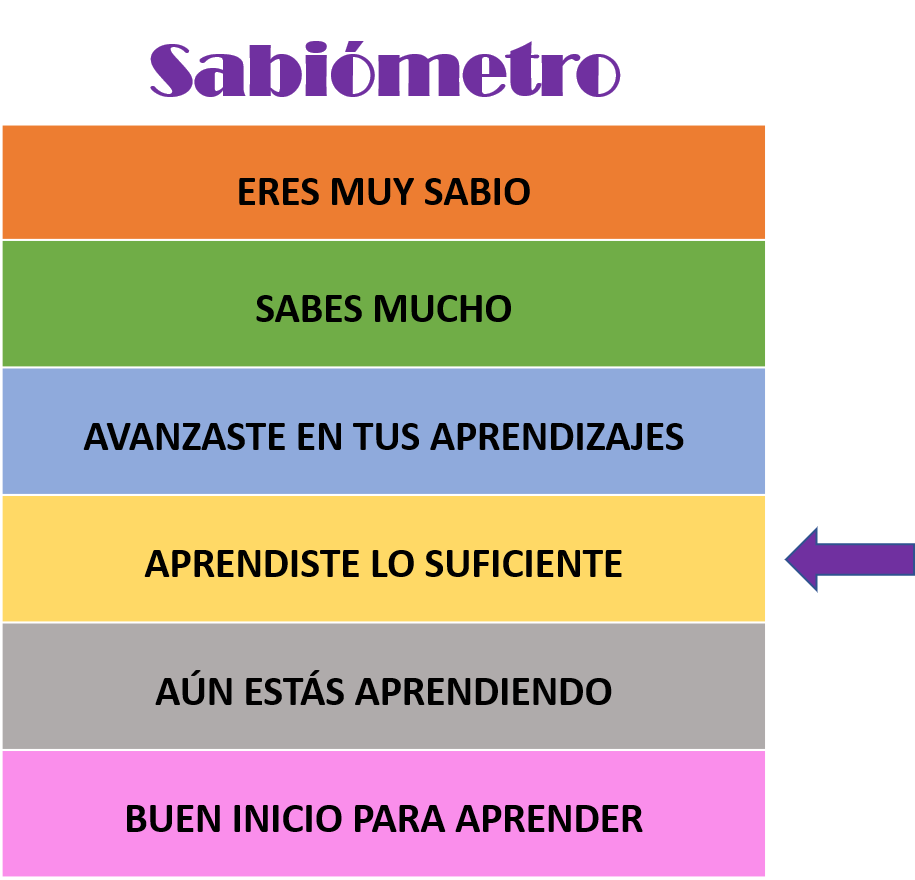 Sabiómetro
ERES MUY SABIO
SABES MUCHO
AVANZASTE EN TUS APRENDIZAJES
APRENDISTE LO SUFICIENTE
AÚN ESTÁS APRENDIENDO
BUEN INICIO PARA APRENDER